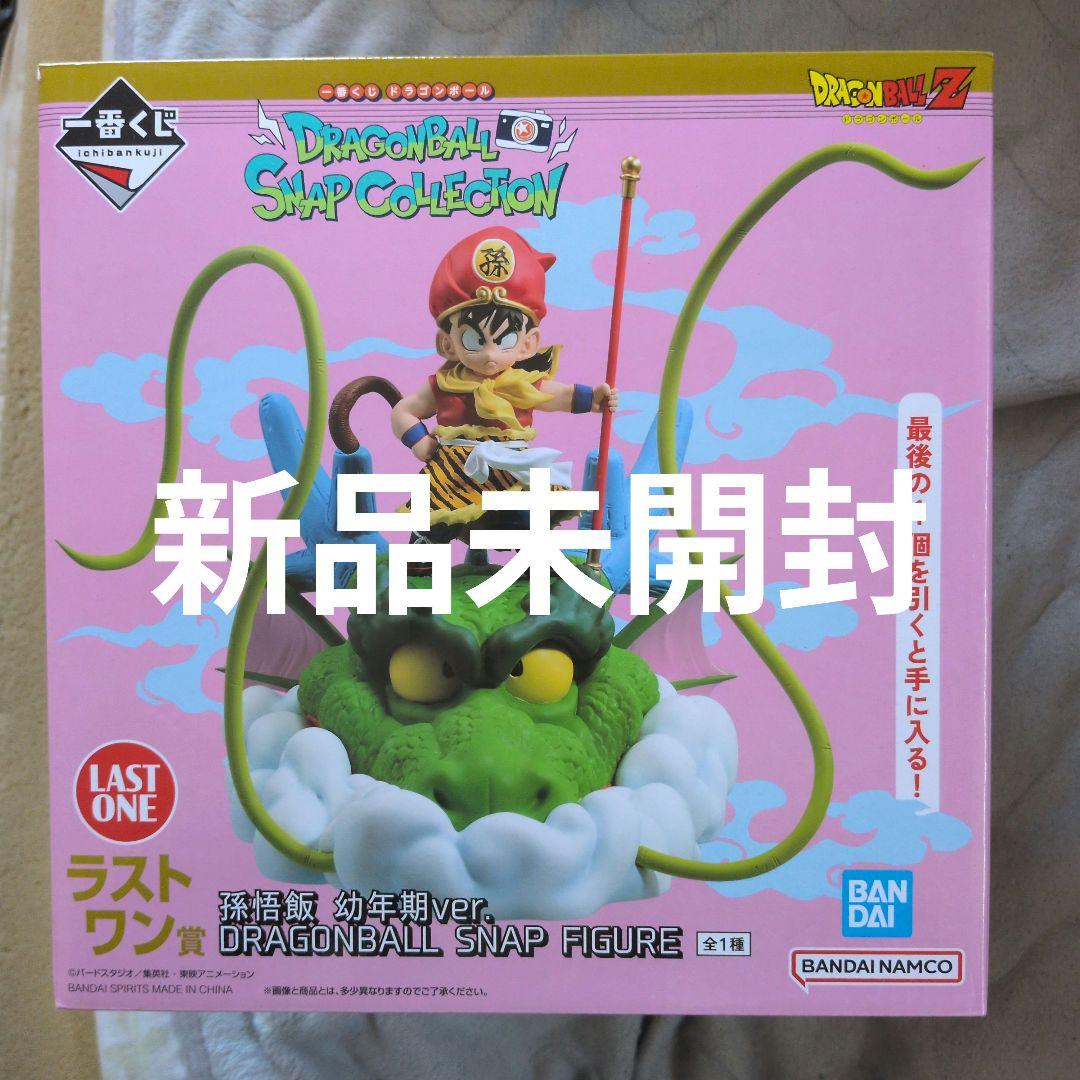 一番くじ
ichibankuji
一番くじ ドラゴンボール
DRAGONBALL
SNAP COLLECTION
DRAGONBALL Z
ドラゴンボール
孫
最後の1個を引くと手に入る!
新品未開封
LAST
ONE
ラスト
ワン賞
孫悟飯 幼年期ver.
DRAGONBALL SNAP FIGURE 全1種
BAN
DAI
BANDAI NAMCO
©バードスタジオ/集英社・東映アニメーション
BANDAI SPIRITS MADE IN CHINA ※画像と商品とは、多少異なりますのでご了承ください。